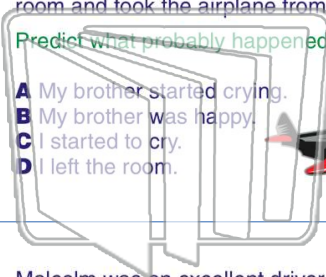 room and took the airplane from
Predict what probably happened
A My brother started crying.
B My brother was happy.
C I started to cry.
D I left the room.
Malcolm was an excellent driver